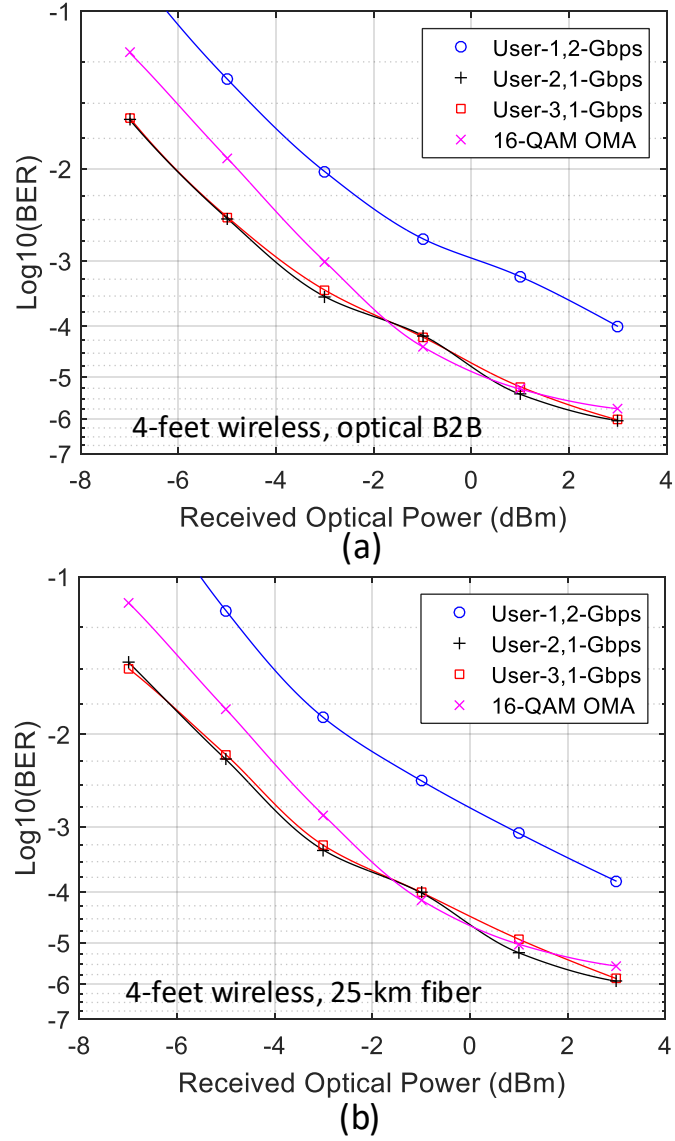 -1
-2
-3
-4
-5
-6
-7
Log10(BER)
User-1,2-Gbps
User-2,1-Gbps
User-3,1-Gbps
16-QAM OMA
4-feet wireless, optical B2B
-8 -6 -4 -2 0 2 4
Received Optical Power (dBm)
(a)
-1
-2
-3
-4
-5
-6
-7
Log10(BER)
User-1,2-Gbps
User-2,1-Gbps
User-3,1-Gbps
16-QAM OMA
4-feet wireless, 25-km fiber
-8 -6 -4 -2 0 2 4
Received Optical Power (dBm)
(b)